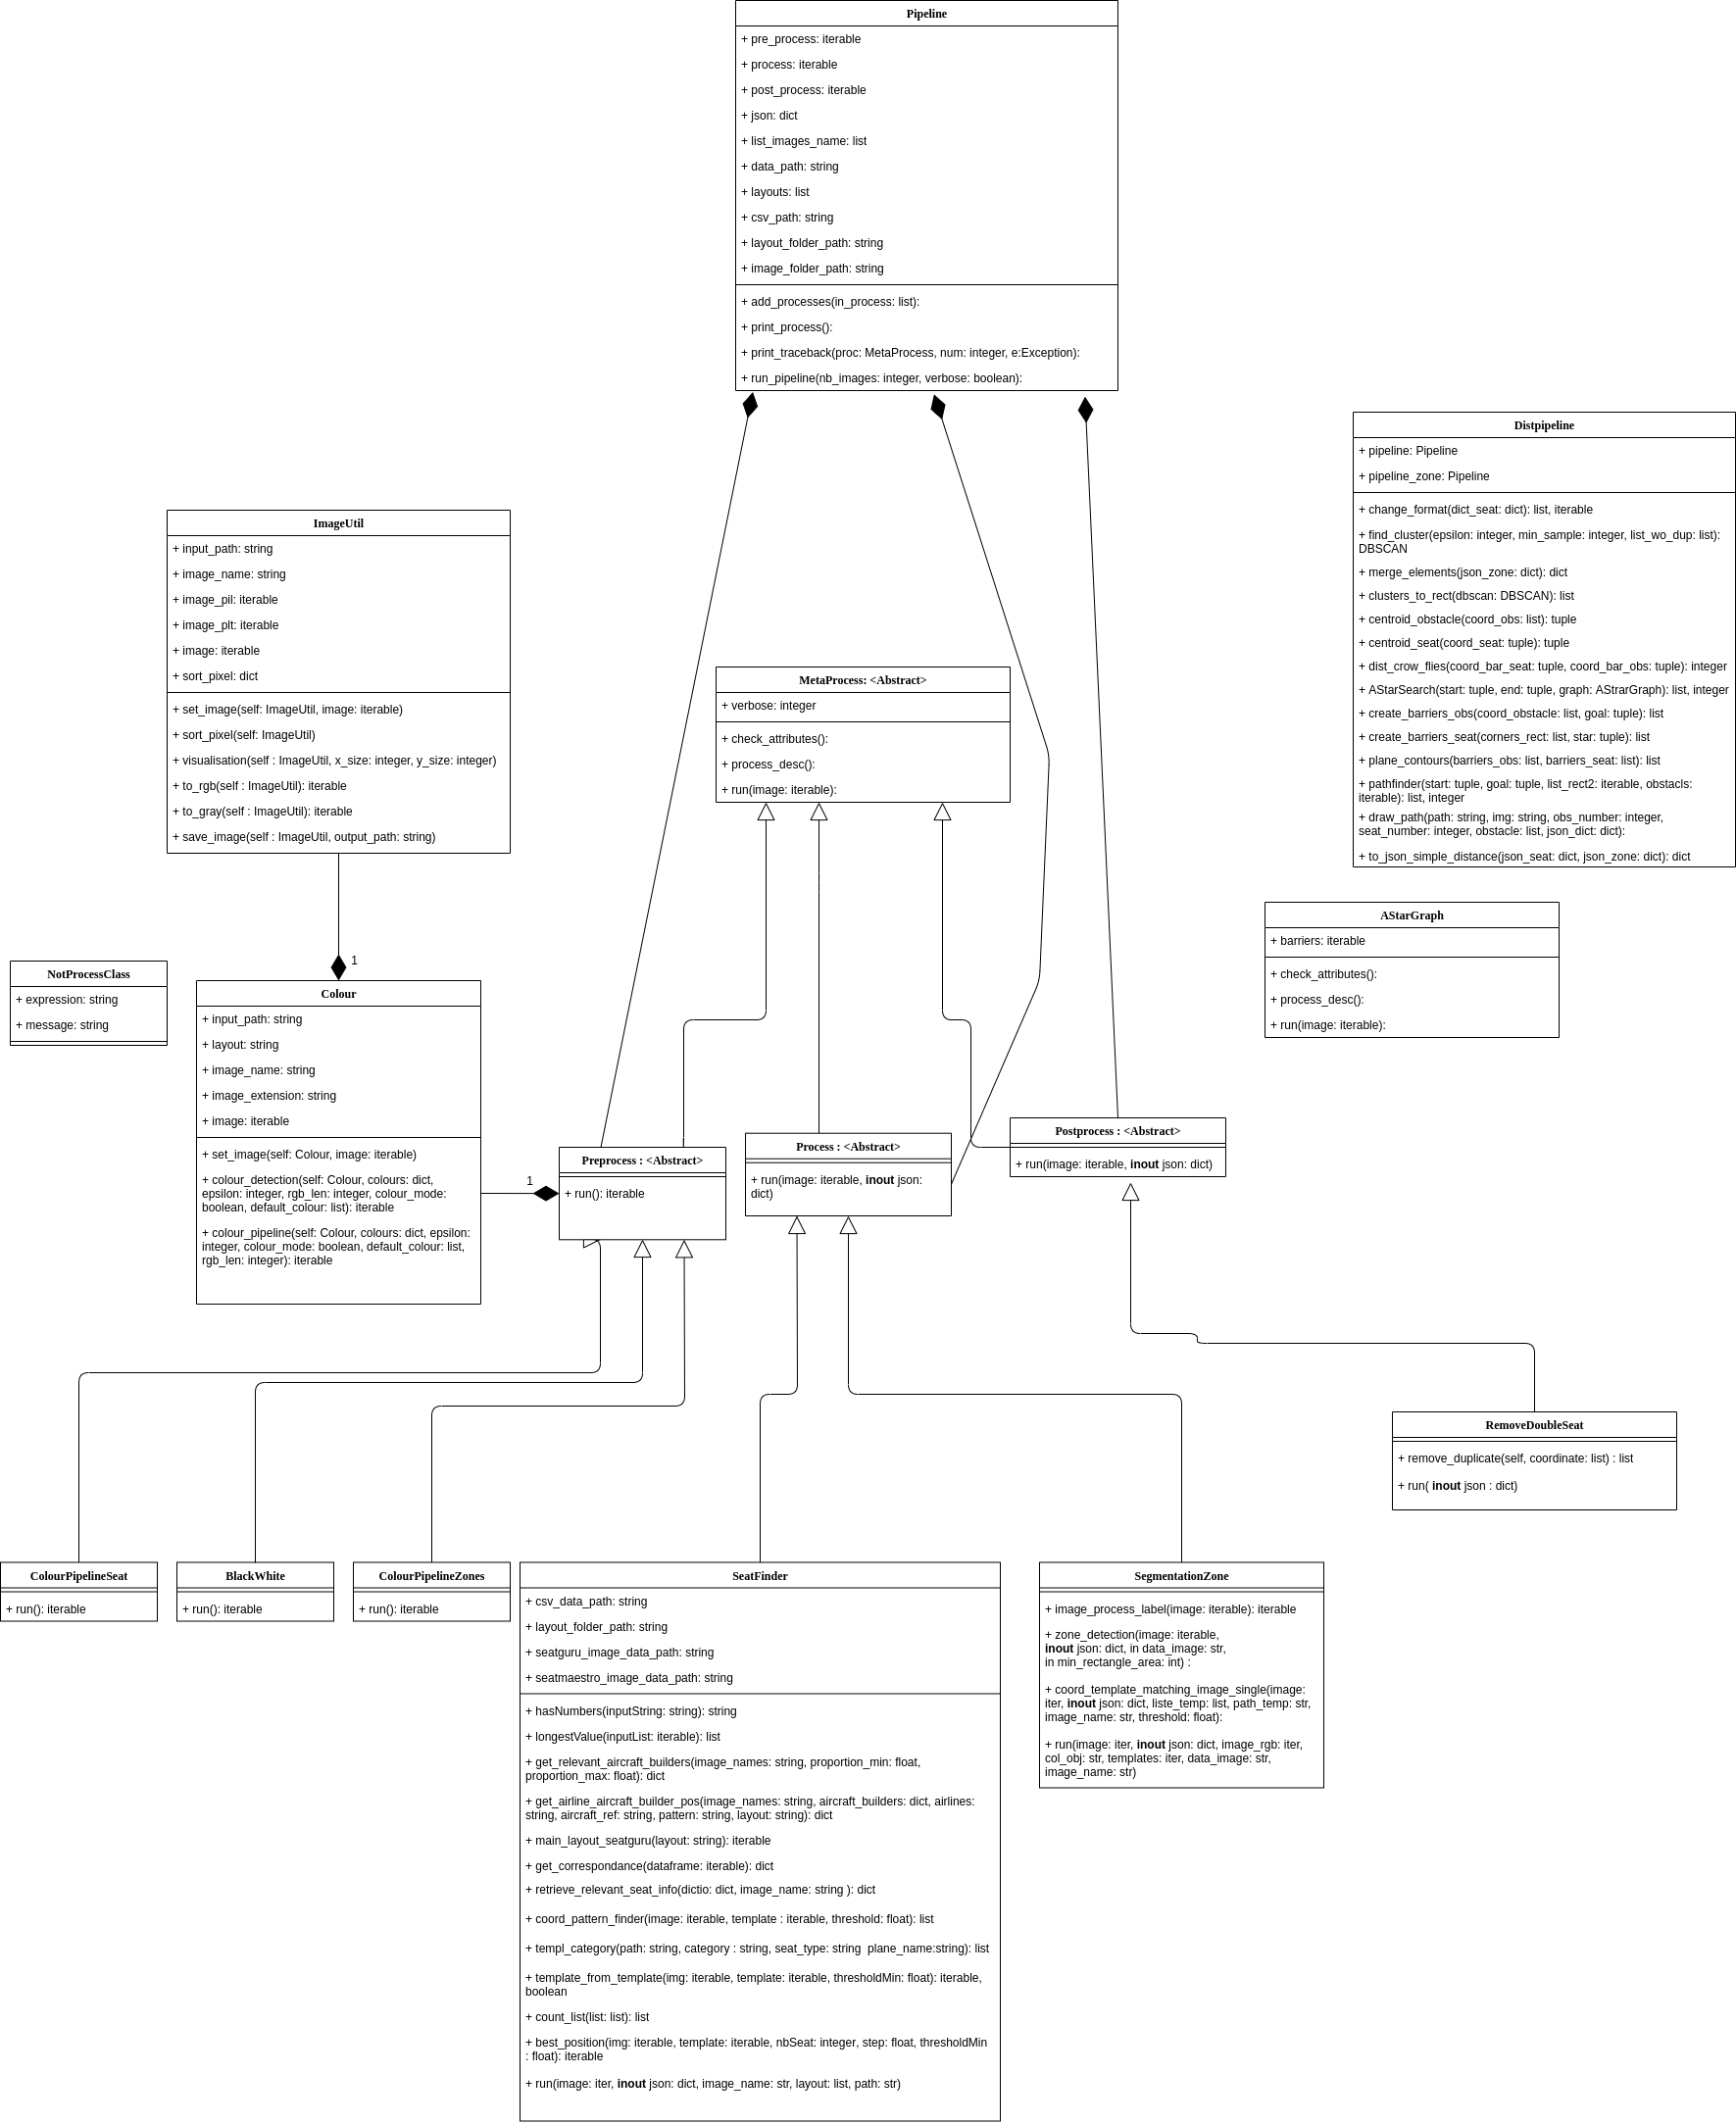 Pipeline
+ pre_process: iterable
+ process: iterable
+ post_process: iterable
+ json: dict
+ list_images_name: list
+ data_path: string
+ layouts: list
+ csv_path: string
+ layout_folder_path: string
+ image_folder_path: string
+ add_processes(in_process: list):
+ print_process():
+ print_traceback(proc: MetaProcess, num: integer, e:Exception):
+ run_pipeline(nb_images: integer, verbose: boolean):
Distpipeline
+ pipeline: Pipeline
+ pipeline_zone: Pipeline
+ change_format(dict_seat: dict): list, iterable
+ find_cluster(epsilon: integer, min_sample: integer, list_wo_dup: list):
DBSCAN
+ merge_elements(json_zone: dict): dict
+ clusters_to_rect(dbscan: DBSCAN): list
+ centroid_obstacle(coord_obs: list): tuple
+ centroid_seat(coord_seat: tuple): tuple
+ dist_crow_flies(coord_bar_seat: tuple, coord_bar_obs: tuple): integer
+ AStarSearch(start: tuple, end: tuple, graph: AStrarGraph): list, integer
+ create_barriers_obs(coord_obstacle: list, goal: tuple): list
+ create_barriers_seat(corners_rect: list, star: tuple): list
+ plane_contours(barriers_obs: list, barriers_seat: list): list
+ pathfinder(start: tuple, goal: tuple, list_rect2: iterable, obstacls:
iterable): list, integer
+ draw_path(path: string, img: string, obs_number: integer,
seat_number: integer, obstacle: list, json_dict: dict):
+ to_json_simple_distance(json_seat: dict, json_zone: dict): dict
ImageUtil
+ input_path: string
+ image_name: string
+ image_pil: iterable
+ image_plt: iterable
+ image: iterable
+ sort_pixel: dict
+ set_image(self: ImageUtil, image: iterable)
+ sort_pixel(self: ImageUtil)
+ visualisation(self : ImageUtil, x_size: integer, y_size: integer)
+ to_rgb(self : ImageUtil): iterable
+ to_gray(self : ImageUtil): iterable
+ save_image(self : ImageUtil, output_path: string)
MetaProcess: <Abstract>
+ verbose: integer
+ check_attributes():
+ process_desc():
+ run(image: iterable):
AStarGraph
+ barriers: iterable
+ check_attributes():
+ process_desc():
+ run(image: iterable):
1
NotProcessClass
+ expression: string
+ message: string
Colour
+ input_path: string
+ layout: string
+ image_name: string
+ image_extension: string
+ image: iterable
+ set_image(self: Colour, image: iterable)
+ colour_detection(self: Colour, colours: dict,
epsilon: integer, rgb_len: integer, colour_mode:
boolean, default_colour: list): iterable
+ colour_pipeline(self: Colour, colours: dict, epsilon:
integer, colour_mode: boolean, default_colour: list,
rgb_len: integer): iterable
1
Preprocess : <Abstract>
+ run(): iterable
Process : <Abstract>
+ run(image: iterable, inout json:
dict)
Postprocess : <Abstract>
+ run(image: iterable, inout json: dict)
RemoveDoubleSeat
+ remove_duplicate(self, coordinate: list) : list
+ run( inout json : dict)
ColourPipelineSeat
+ run(): iterable
BlackWhite
+ run(): iterable
ColourPipelineZones
+ run(): iterable
SeatFinder
+ csv_data_path: string
+ layout_folder_path: string
+ seatguru_image_data_path: string
+ seatmaestro_image_data_path: string
+ hasNumbers(inputString: string): string
+ longestValue(inputList: iterable): list
+ get_relevant_aircraft_builders(image_names: string, proportion_min: float,
proportion_max: float): dict
+ get_airline_aircraft_builder_pos(image_names: string, aircraft_builders: dict, airlines:
string, aircraft_ref: string, pattern: string, layout: string): dict
+ main_layout_seatguru(layout: string): iterable
+ get_correspondance(dataframe: iterable): dict
+ retrieve_relevant_seat_info(dictio: dict, image_name: string ): dict
+ coord_pattern_finder(image: iterable, template : iterable, threshold: float): list
+ templ_category(path: string, category : string, seat_type: string  plane_name:string): list
+ template_from_template(img: iterable, template: iterable, thresholdMin: float): iterable,
boolean
+ count_list(list: list): list
+ best_position(img: iterable, template: iterable, nbSeat: integer, step: float, thresholdMin
: float): iterable
+ run(image: iter, inout json: dict, image_name: str, layout: list, path: str)
SegmentationZone
+ image_process_label(image: iterable): iterable
+ zone_detection(image: iterable,
inout json: dict, in data_image: str,
in min_rectangle_area: int) :
+ coord_template_matching_image_single(image:
iter, inout json: dict, liste_temp: list, path_temp: str,
image_name: str, threshold: float):
+ run(image: iter, inout json: dict, image_rgb: iter,
col_obj: str, templates: iter, data_image: str,
image_name: str)